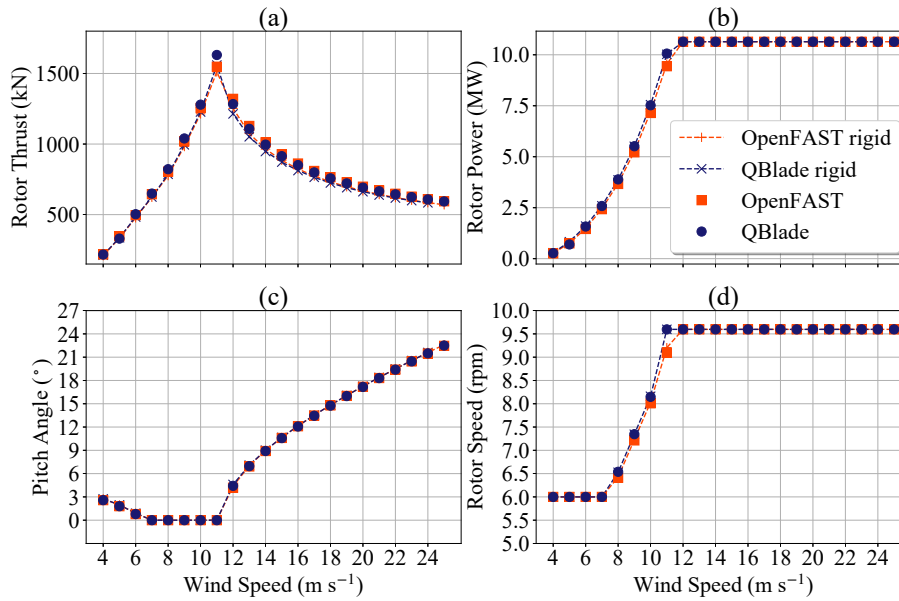 (a)
(b)
Rotor Thrust (kN)
1500
1000
500
Rotor Power (MW)
10.0
7.5
5.0
2.5
0.0
OpenFAST rigid
QBlade rigid
OpenFAST
QBlade
(c)
(d)
Pitch Angle (°)
27
24
21
18
15
12
9
6
3
0
4 6 8 10 12 14 16 18 20 22 24
Wind Speed (m s⁻¹)
Rotor Speed (rpm)
10.0
9.5
9.0
8.5
8.0
7.5
7.0
6.5
6.0
5.5
5.0
4 6 8 10 12 14 16 18 20 22 24
Wind Speed (m s⁻¹)